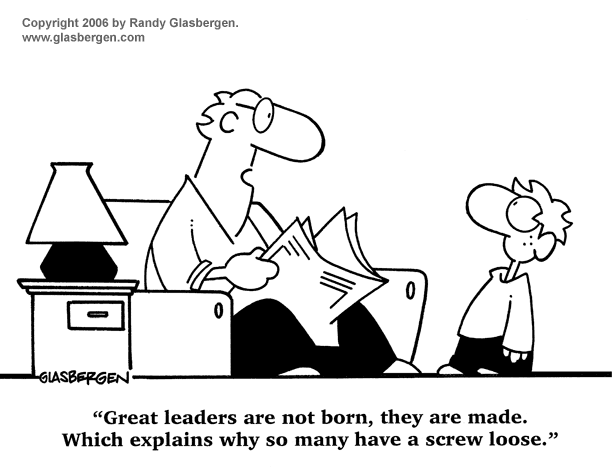 Copyright 2006 by Randy Glasbergen.
www.glasbergen.com
GLASBERGEN
“Great leaders are not born, they are made.
Which explains why so many have a screw loose.”